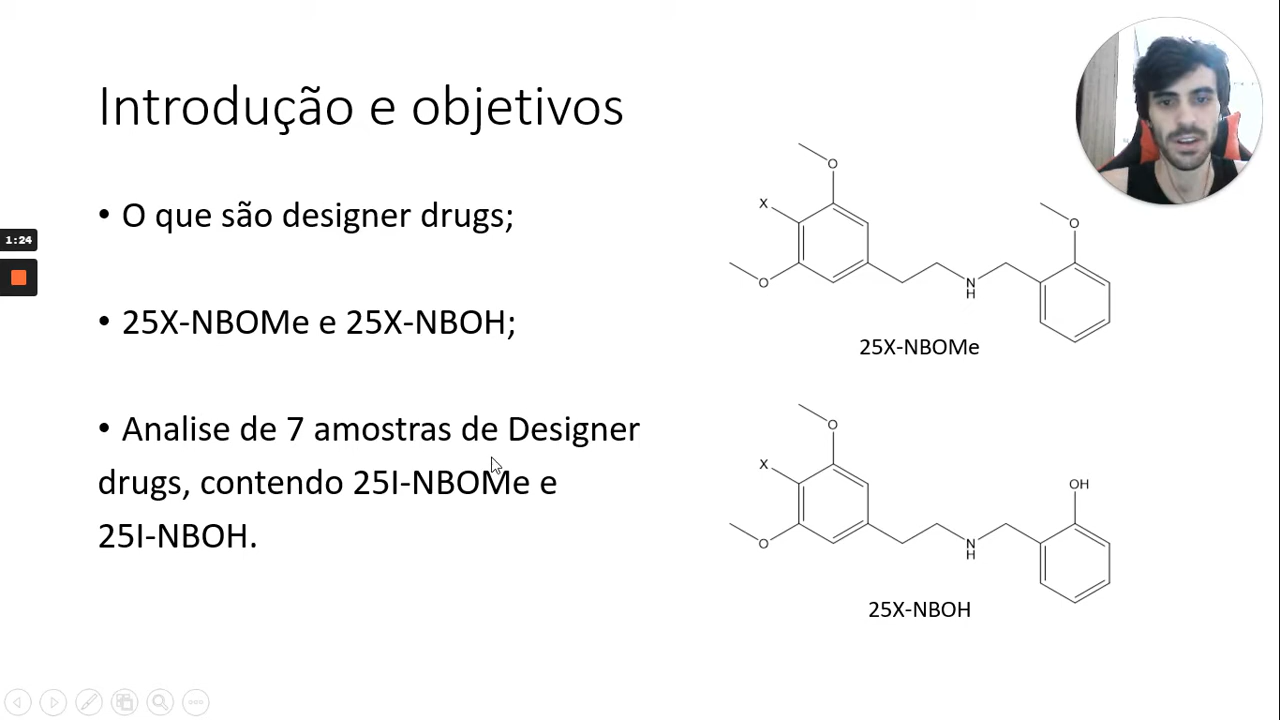 Introdução e objetivos
• O que são designer drugs;
1:24
• 25X-NBOMe e 25X-NBOH;
• Analise de 7 amostras de Designer
drugs, contendo 25I-NBOMe e
25I-NBOH.
O
X
O
O
N
H
25X-NBOMe
O
X
OH
O
N
H
25X-NBOH